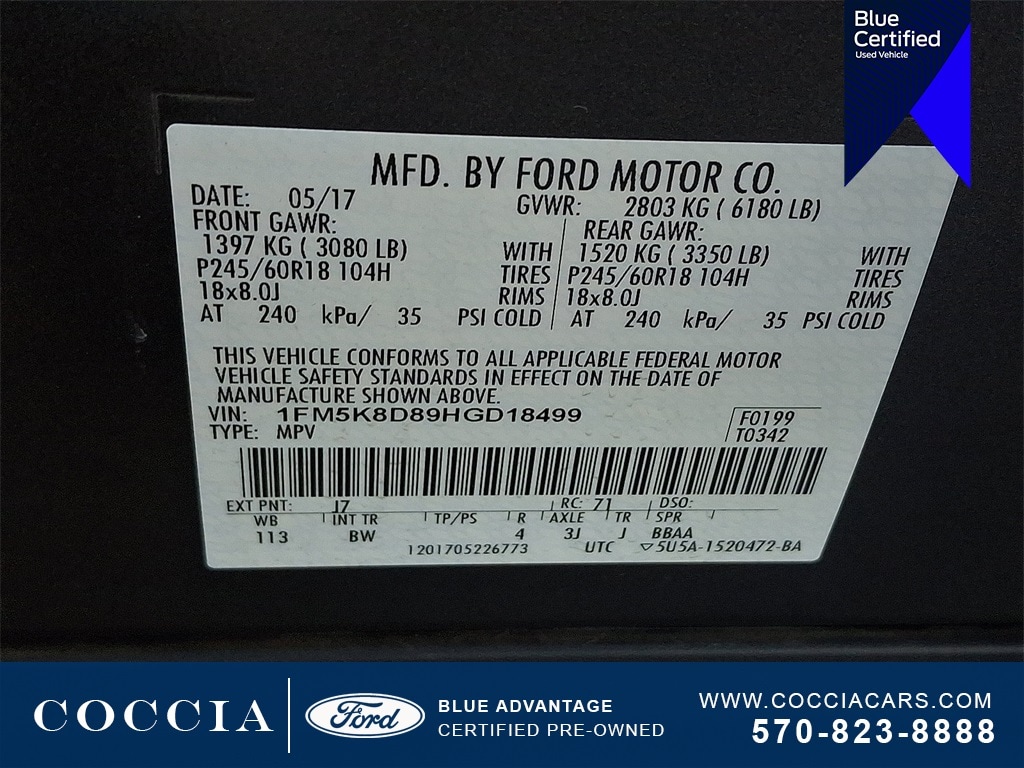 Blue
Certified
Used Vehicle
MFD. BY FORD MOTOR CO.
DATE: 05/17 GVWR: 2803 KG ( 6180 LB)
FRONT GAWR: REAR GAWR:
1397 KG ( 3080 LB) WITH 1520 KG ( 3350 LB) WITH
P245/60R18 104H TIRES P245/60R18 104H TIRES
18x8.0J RIMS 18x8.0J RIMS
AT 240 kPa/ 35 PSI COLD AT 240 kPa/ 35 PSI COLD
THIS VEHICLE CONFORMS TO ALL APPLICABLE FEDERAL MOTOR
VEHICLE SAFETY STANDARDS IN EFFECT ON THE DATE OF
MANUFACTURE SHOWN ABOVE.
VIN: 1FM5K8D89HGD18499 F0199
TYPE: MPV T0342
EXT PNT: J7 RC: 71 DSO:
WB INT TR TP/PS R AXLE TR SPR
113 BW 4 3J J BBAA
1201705226773 UTC ▽5U5A-1520472-BA
COCCIA Ford BLUE ADVANTAGE
CERTIFIED PRE-OWNED
WWW.COCCIACARS.COM
570-823-8888